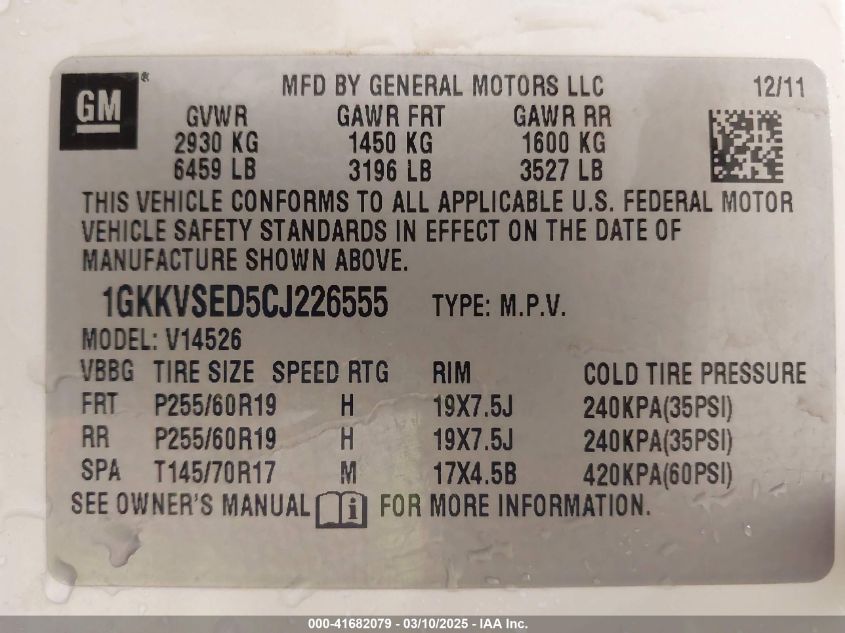 GM® MFD BY GENERAL MOTORS LLC 12/11
GVWR GAWR FRT GAWR RR
2930 KG 1450 KG 1600 KG
6459 LB 3196 LB 3527 LB
THIS VEHICLE CONFORMS TO ALL APPLICABLE U.S. FEDERAL MOTOR
VEHICLE SAFETY STANDARDS IN EFFECT ON THE DATE OF
MANUFACTURE SHOWN ABOVE.
1GKKVSED5CJ226555 TYPE: M.P.V.
MODEL: V14526
VBBG TIRE SIZE SPEED RTG RIM COLD TIRE PRESSURE
FRT P255/60R19 H 19X7.5J 240KPA(35PSI)
RR P255/60R19 H 19X7.5J 240KPA(35PSI)
SPA T145/70R17 M 17X4.5B 420KPA(60PSI)
SEE OWNER'S MANUAL i FOR MORE INFORMATION.
000-41682079 - 03/10/2025 - IAA Inc.